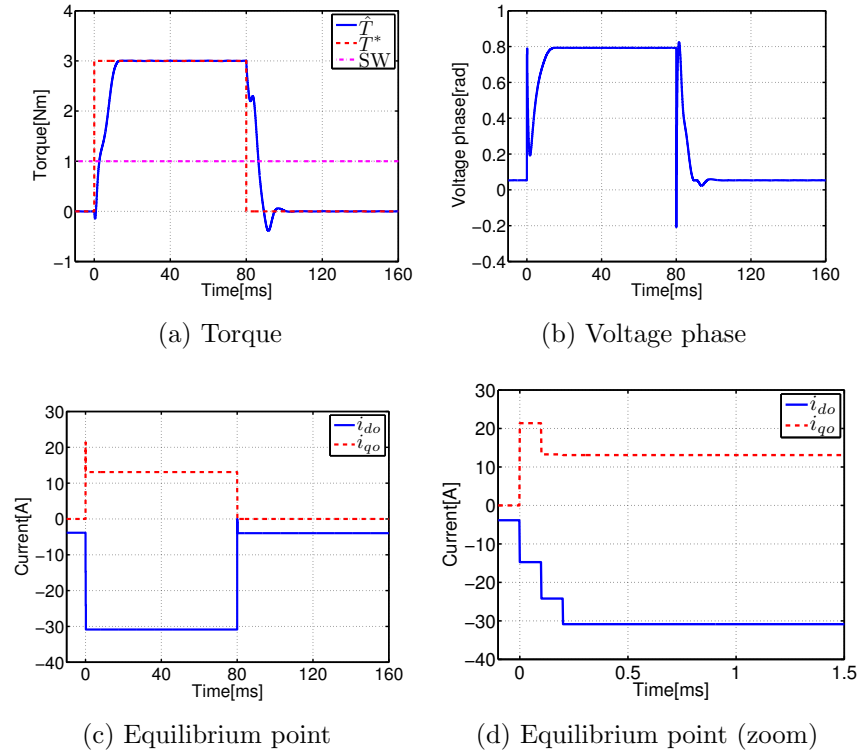 Torque[Nm]
4
3
2
1
0
−1
0
40
80
120
160
Time[ms]
T̂
T*
SW
(a) Torque
Voltage phase[rad]
1
0.8
0.6
0.4
0.2
0
−0.2
−0.4
0
40
80
120
160
Time[ms]
(b) Voltage phase
Current[A]
30
20
10
0
−10
−20
−30
−40
0
40
80
120
160
Time[ms]
i_do
i_qo
(c) Equilibrium point
Current[A]
30
20
10
0
−10
−20
−30
−40
0
0.5
1
1.5
Time[ms]
i_do
i_qo
(d) Equilibrium point (zoom)